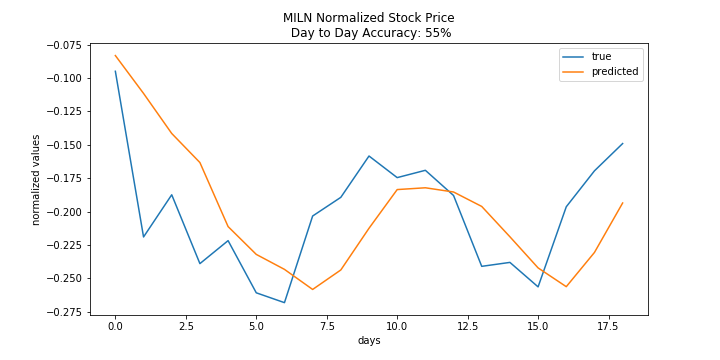 MILN Normalized Stock Price
Day to Day Accuracy: 55%
−0.075
−0.100
−0.125
−0.150
−0.175
−0.200
−0.225
−0.250
−0.275
normalized values
true
predicted
0.0 2.5 5.0 7.5 10.0 12.5 15.0 17.5
days